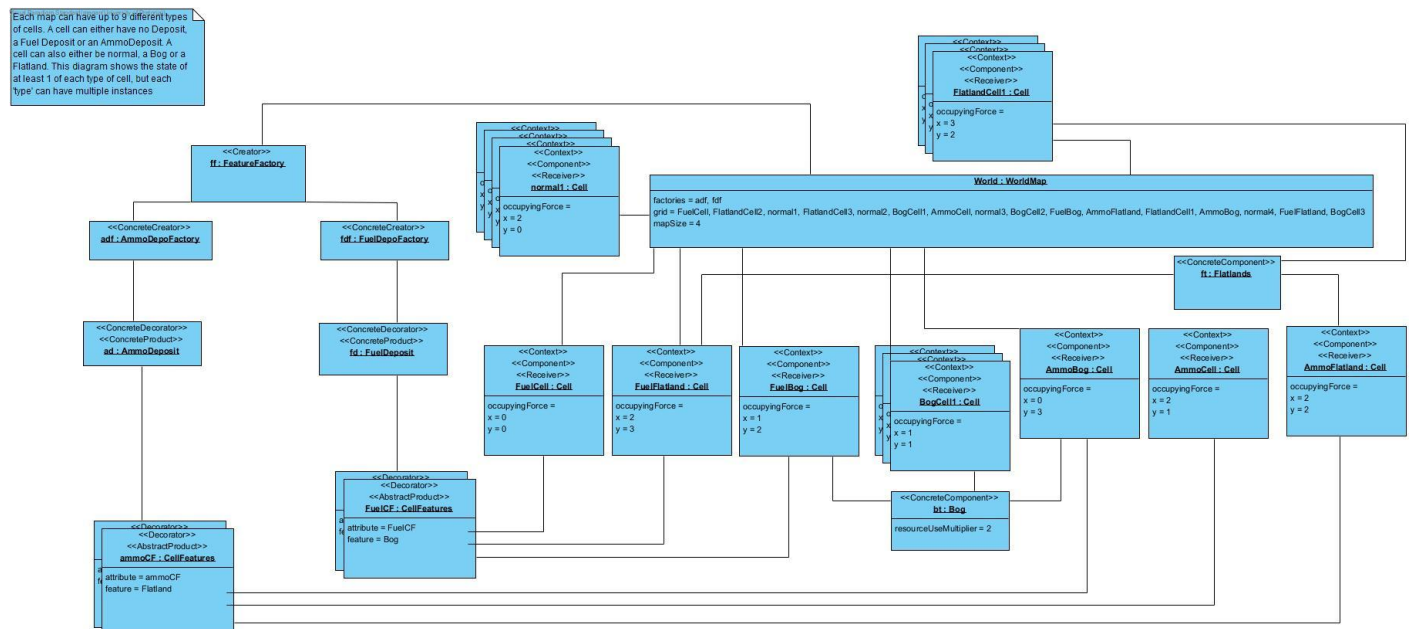 Each map can have up to 9 different types
of cells. A cell can either have no Deposit,
a Fuel Deposit or an AmmoDeposit. A
cell can also either be normal, a Bog or a
Flatland. This diagram shows the state of
at least 1 of each type of cell, but each
'type' can have multiple instances
<<Context>>
<<Context>>
<<Component>>
<<Receiver>>
FlatlandCell1 : Cell
occupyingForce =
x = 3
y = 2
<<Creator>>
ff : FeatureFactory
<<Context>>
<<Context>>
<<Component>>
<<Receiver>>
normal1 : Cell
occupyingForce =
x = 2
y = 0
World : WorldMap
factories = adf, fdf
grid = FuelCell, FlatlandCell2, normal1, FlatlandCell3, normal2, BogCell1, AmmoCell, normal3, BogCell2, FuelBog, AmmoFlatland, FlatlandCell1, AmmoBog, normal4, FuelFlatland, BogCell3
mapSize = 4
<<ConcreteCreator>>
adf : AmmoDepoFactory
<<ConcreteCreator>>
fdf : FuelDepoFactory
<<ConcreteComponent>>
ft : Flatlands
<<ConcreteDecorator>>
<<ConcreteProduct>>
ad : AmmoDeposit
<<ConcreteDecorator>>
<<ConcreteProduct>>
fd : FuelDeposit
<<Context>>
<<Component>>
<<Receiver>>
FuelCell : Cell
occupyingForce =
x = 0
y = 0
<<Context>>
<<Component>>
<<Receiver>>
FuelFlatland : Cell
occupyingForce =
x = 2
y = 3
<<Context>>
<<Component>>
<<Receiver>>
FuelBog : Cell
occupyingForce =
x = 1
y = 2
<<Context>>
<<Context>>
<<Component>>
<<Receiver>>
BogCell1 : Cell
occupyingForce =
x = 1
y = 1
<<Context>>
<<Component>>
<<Receiver>>
AmmoBog : Cell
occupyingForce =
x = 0
y = 3
<<Context>>
<<Component>>
<<Receiver>>
AmmoCell : Cell
occupyingForce =
x = 2
y = 1
<<Context>>
<<Component>>
<<Receiver>>
AmmoFlatland : Cell
occupyingForce =
x = 2
y = 2
<<Decorator>>
<<Decorator>>
<<AbstractProduct>>
FuelCF : CellFeatures
attribute = FuelCF
feature = Bog
<<ConcreteComponent>>
bt : Bog
resourceUseMultiplier = 2
<<Decorator>>
<<Decorator>>
<<AbstractProduct>>
ammoCF : CellFeatures
attribute = ammoCF
feature = Flatland